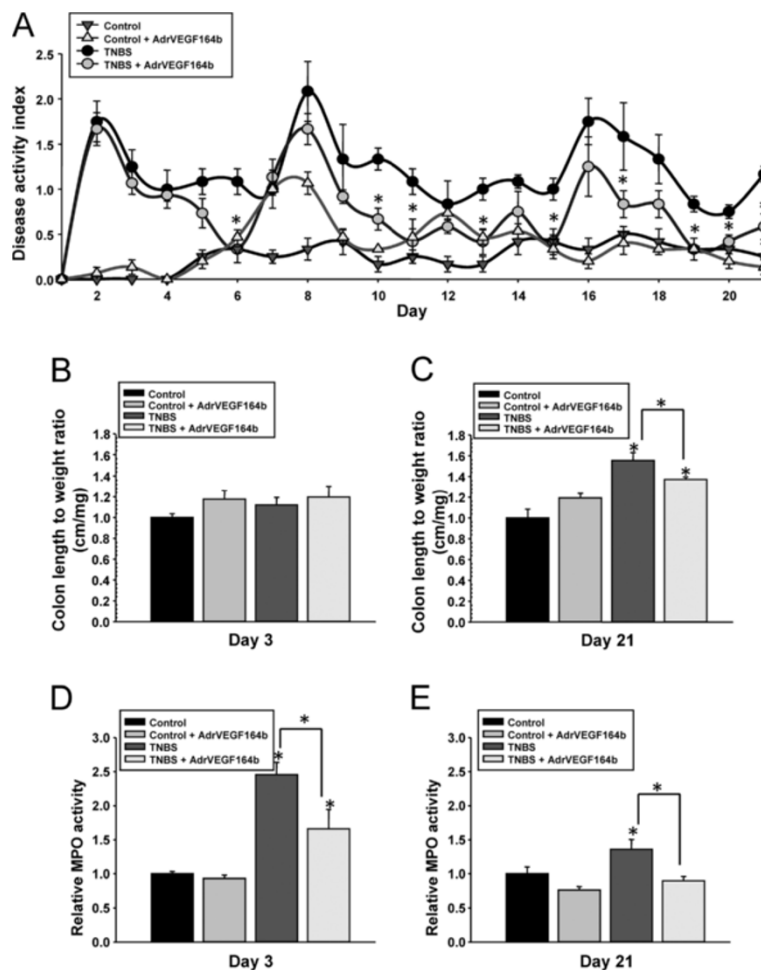 A
Control
Control + AdrVEGF164b
TNBS
TNBS + AdrVEGF164b
Disease activity index
2.5
2.0
1.5
1.0
0.5
0.0
* * * * * * * * *
2 4 6 8 10 12 14 16 18 20
Day
B
Control
Control + AdrVEGF164b
TNBS
TNBS + AdrVEGF164b
Colon length to weight ratio
(cm/mg)
1.8
1.6
1.4
1.2
1.0
0.8
0.6
0.4
0.2
0.0
Day 3
C
Control
Control + AdrVEGF164b
TNBS
TNBS + AdrVEGF164b
Colon length to weight ratio
(cm/mg)
1.8
1.6
1.4
1.2
1.0
0.8
0.6
0.4
0.2
0.0
*
*
*
Day 21
D
Control
Control + AdrVEGF164b
TNBS
TNBS + AdrVEGF164b
Relative MPO activity
3.0
2.5
2.0
1.5
1.0
0.5
0.0
*
*
*
Day 3
E
Control
Control + AdrVEGF164b
TNBS
TNBS + AdrVEGF164b
Relative MPO activity
3.0
2.5
2.0
1.5
1.0
0.5
0.0
*
*
Day 21